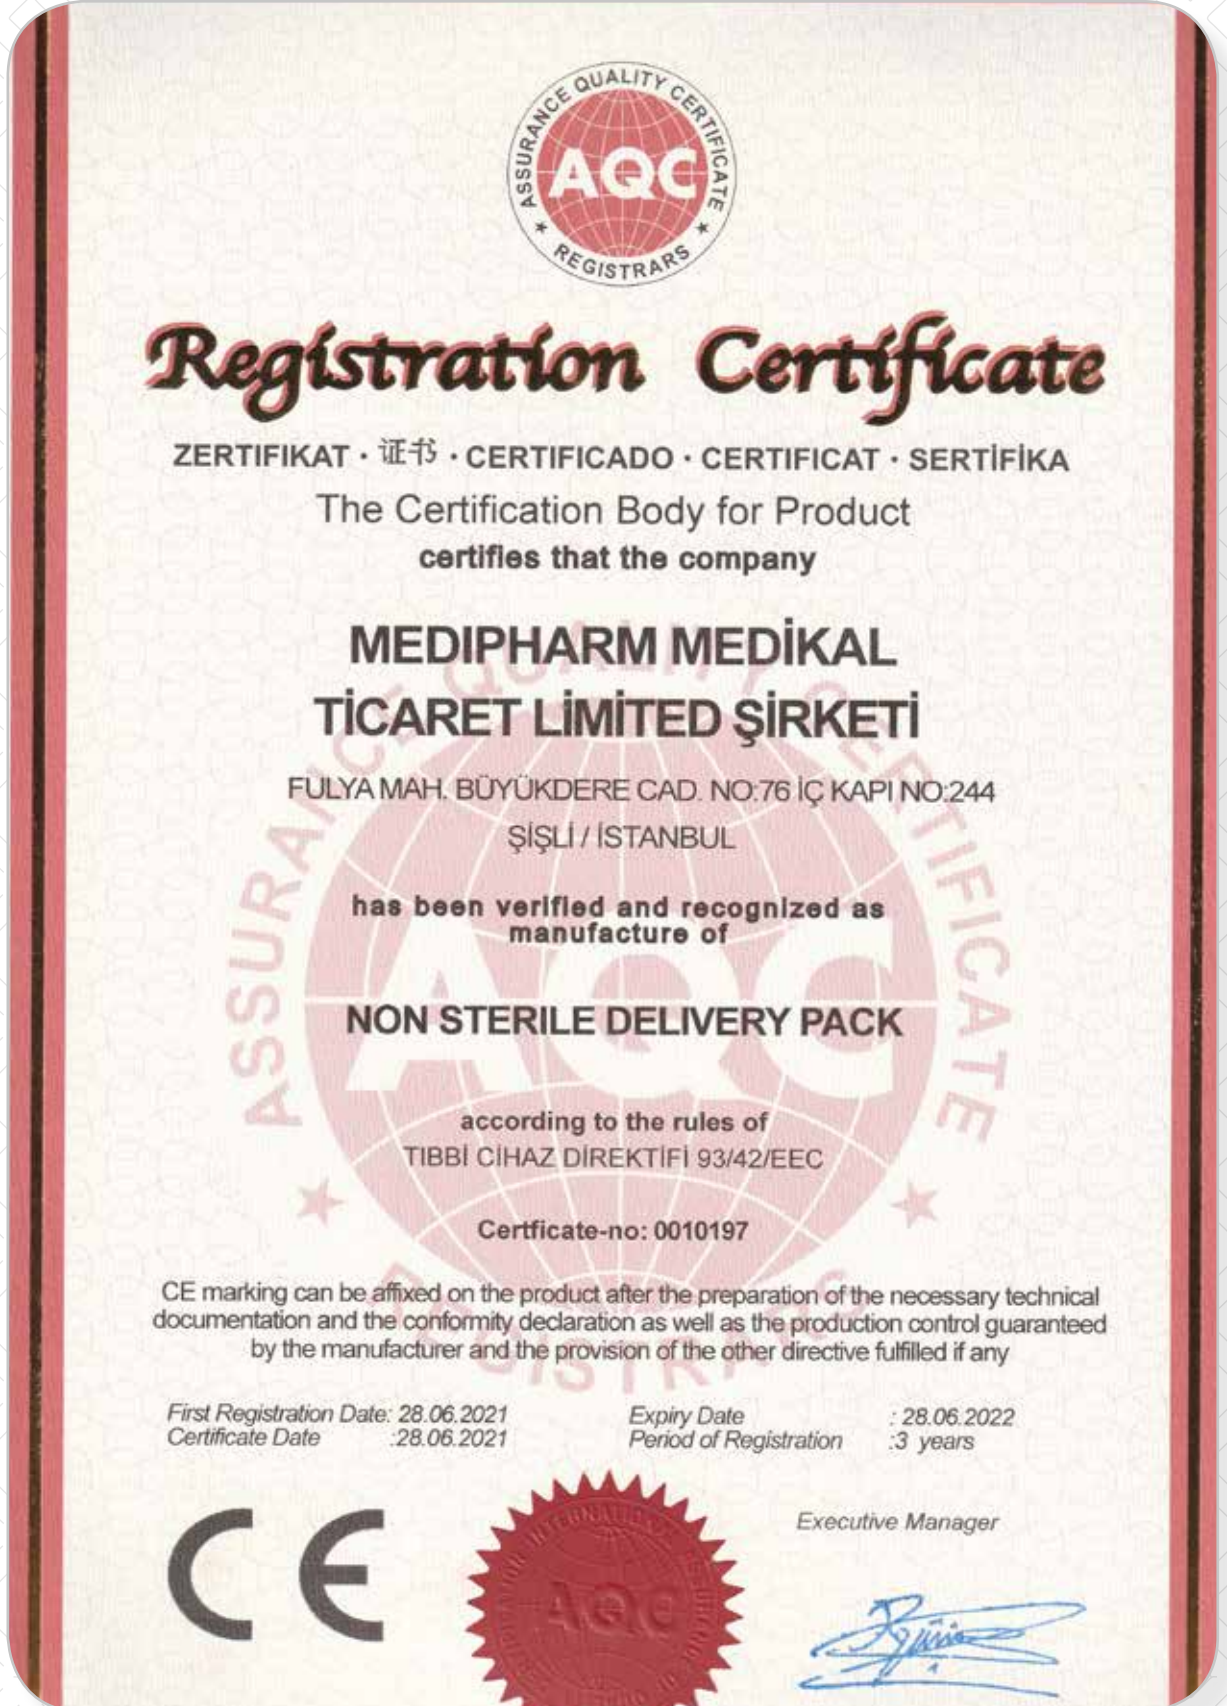 ASSURANCE QUALITY CERTIFICATE
AQC
★ REGISTRARS ★
Registration Certificate
ZERTIFIKAT · 证书 · CERTIFICADO · CERTIFICAT · SERTİFİKA
The Certification Body for Product
certifies that the company
MEDIPHARM MEDİKAL
TİCARET LİMİTED ŞİRKETİ
FULYA MAH. BÜYÜKDERE CAD. NO:76 İÇ KAPI NO:244
ŞİŞLİ / İSTANBUL
has been verified and recognized as
manufacture of
NON STERILE DELIVERY PACK
according to the rules of
TIBBİ CİHAZ DİREKTİFİ 93/42/EEC
Certficate-no: 0010197
CE marking can be affixed on the product after the preparation of the necessary technical
documentation and the conformity declaration as well as the production control guaranteed
by the manufacturer and the provision of the other directive fulfilled if any
First Registration Date: 28.06.2021 Expiry Date : 28.06.2022
Certificate Date :28.06.2021 Period of Registration :3 years
ASSURANCE QUALITY CERTIFICATE
AQC
★ REGISTRARS ★
CE
Executive Manager
AQC